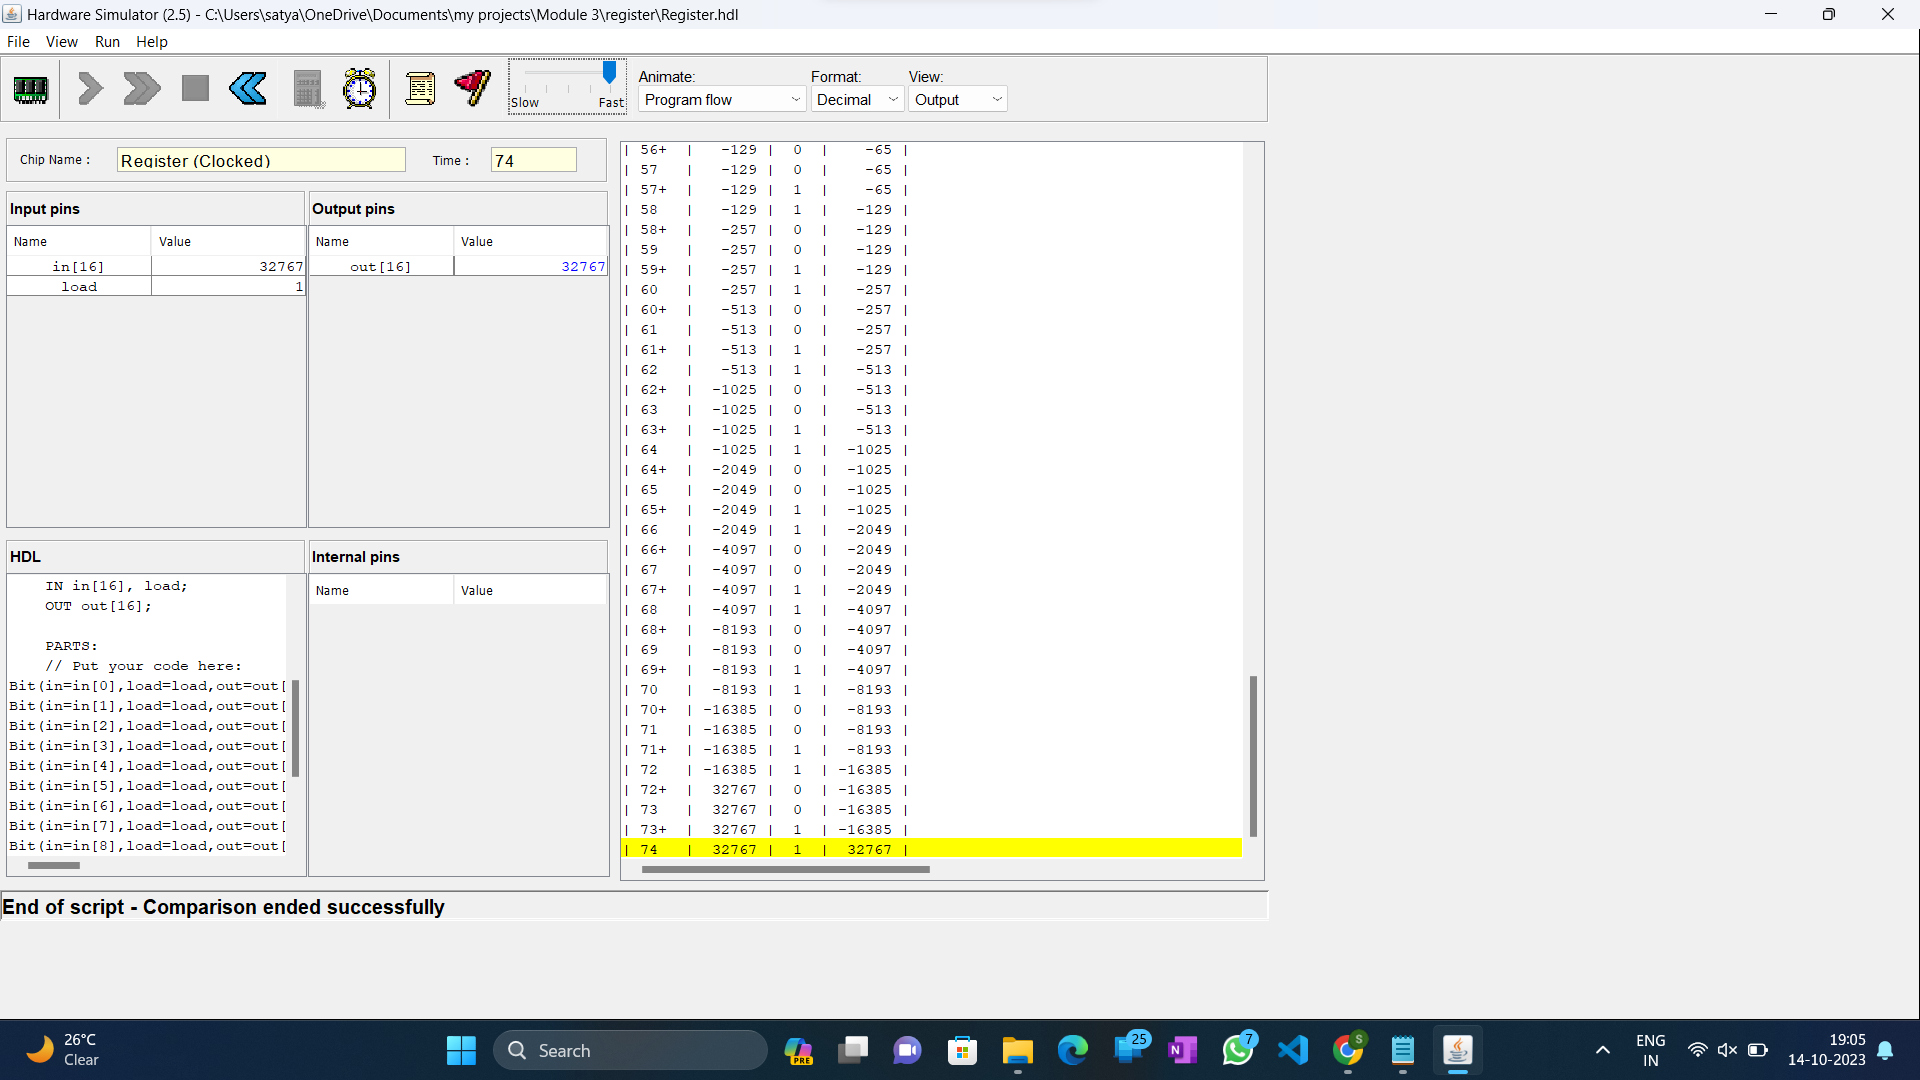 Hardware Simulator (2.5) - C:\Users\satya\OneDrive\Documents\my projects\Module 3\register\Register.hdl
File View Run Help
Slow Fast
Animate: Format: View:
Program flow Decimal Output
Chip Name : Register (Clocked) Time : 74
Input pins
Name Value
in[16] 32767
load 1
Output pins
Name Value
out[16] 32767
HDL
IN in[16], load;
OUT out[16];
PARTS:
// Put your code here:
Bit(in=in[0],load=load,out=out[
Bit(in=in[1],load=load,out=out[
Bit(in=in[2],load=load,out=out[
Bit(in=in[3],load=load,out=out[
Bit(in=in[4],load=load,out=out[
Bit(in=in[5],load=load,out=out[
Bit(in=in[6],load=load,out=out[
Bit(in=in[7],load=load,out=out[
Bit(in=in[8],load=load,out=out[
Internal pins
Name Value
| 56+ | -129 | 0 | -65 |
| 57 | -129 | 0 | -65 |
| 57+ | -129 | 1 | -65 |
| 58 | -129 | 1 | -129 |
| 58+ | -257 | 0 | -129 |
| 59 | -257 | 0 | -129 |
| 59+ | -257 | 1 | -129 |
| 60 | -257 | 1 | -257 |
| 60+ | -513 | 0 | -257 |
| 61 | -513 | 0 | -257 |
| 61+ | -513 | 1 | -257 |
| 62 | -513 | 1 | -513 |
| 62+ | -1025 | 0 | -513 |
| 63 | -1025 | 0 | -513 |
| 63+ | -1025 | 1 | -513 |
| 64 | -1025 | 1 | -1025 |
| 64+ | -2049 | 0 | -1025 |
| 65 | -2049 | 0 | -1025 |
| 65+ | -2049 | 1 | -1025 |
| 66 | -2049 | 1 | -2049 |
| 66+ | -4097 | 0 | -2049 |
| 67 | -4097 | 0 | -2049 |
| 67+ | -4097 | 1 | -2049 |
| 68 | -4097 | 1 | -4097 |
| 68+ | -8193 | 0 | -4097 |
| 69 | -8193 | 0 | -4097 |
| 69+ | -8193 | 1 | -4097 |
| 70 | -8193 | 1 | -8193 |
| 70+ | -16385 | 0 | -8193 |
| 71 | -16385 | 0 | -8193 |
| 71+ | -16385 | 1 | -8193 |
| 72 | -16385 | 1 | -16385 |
| 72+ | 32767 | 0 | -16385 |
| 73 | 32767 | 0 | -16385 |
| 73+ | 32767 | 1 | -16385 |
| 74 | 32767 | 1 | 32767 |
End of script - Comparison ended successfully
26°C
Clear
Search
PRE
25
N
7
S
ENG
IN
19:05
14-10-2023